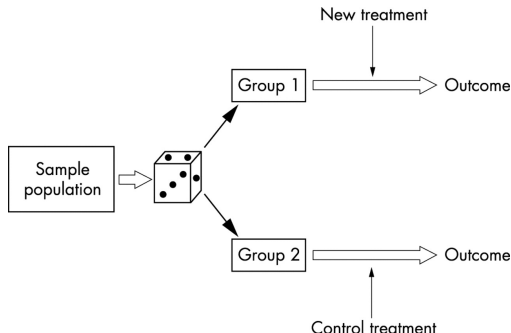 New treatment
Group 1
Outcome
Sample
population
Group 2
Outcome
Control treatment